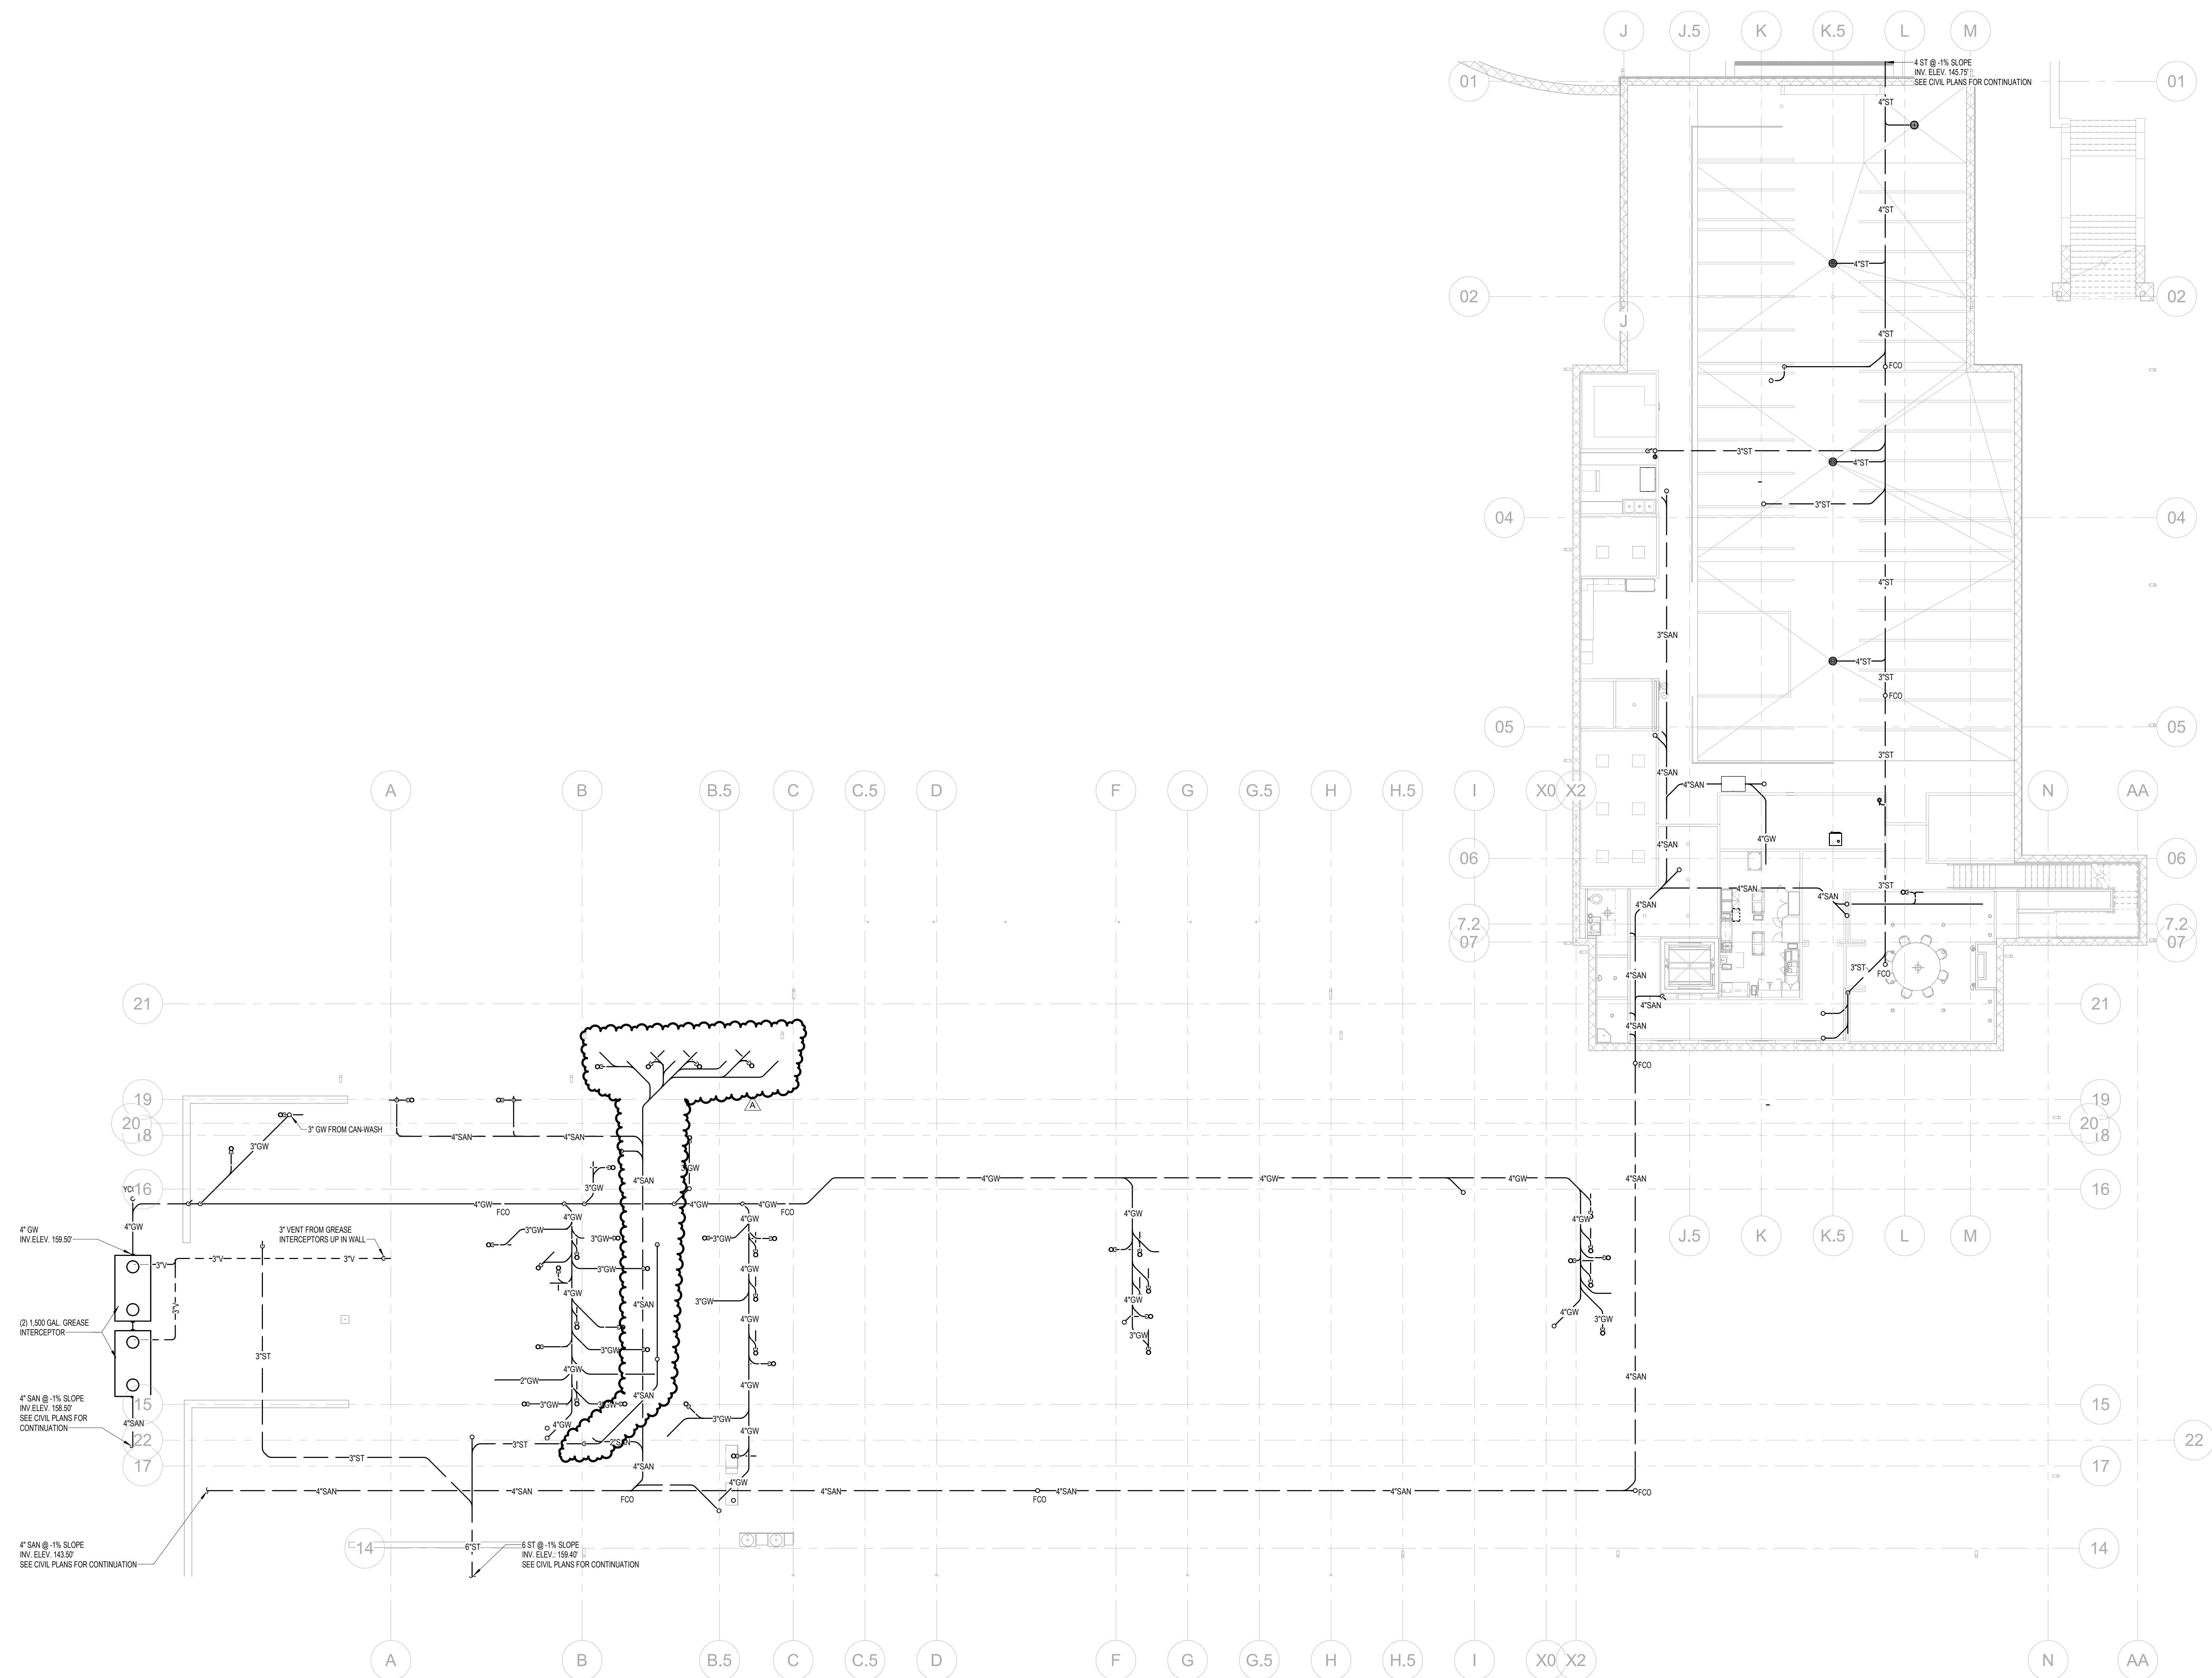 J
J.5
K
K.5
L
M
4 ST @ -1% SLOPE
INV. ELEV. 145.75'
SEE CIVIL PLANS FOR CONTINUATION
01
01
4"ST
4"ST
4"ST
02
02
J
4"ST
FCO
3"ST
4"ST
3"ST
04
04
4"ST
3"SAN
4"ST
3"ST
FCO
05
05
3"ST
4"SAN
4"SAN
A
B
B.5
C
C.5
D
F
G
G.5
H
H.5
I
X0
X2
N
AA
4"GW
4"SAN
06
06
4"SAN
3"ST
4"SAN
4"SAN
7.2
07
7.2
07
3"ST
FCO
4"SAN
4"SAN
21
21
4"SAN
FCO
19
19
A
20
18
20
18
3" GW FROM CAN-WASH
3"GW
4"SAN
4"SAN
3"GW
4"SAN
3"GW
4"GW
4"GW
4"GW
4"SAN
16
16
4"GW
FCO
4"GW
4"GW
FCO
4"GW
4"GW
4"GW
4"GW
4"GW
J.5
K
K.5
L
M
4" GW
INV.ELEV. 159.50'
3" VENT FROM GREASE
INTERCEPTORS UP IN WALL
3"GW
3"GW
3"GW
3"V
3"V
3"V
3"GW
4"GW
3"V
4"GW
4"SAN
3"GW
4"GW
4"GW
4"GW
3"GW
3"GW
(2) 1,500 GAL. GREASE
INTERCEPTOR
3"ST
3"GW
4"GW
2"GW
4"GW
4"SAN
4" SAN @ -1% SLOPE
INV.ELEV. 158.50'
SEE CIVIL PLANS FOR
CONTINUATION
4"SAN
15
15
3"GW
3"GW
4"SAN
3"GW
4"GW
4"GW
22
22
3"ST
2"SAN
3"ST
17
17
4"SAN
4"GW
4"SAN
4"SAN
FCO
4"SAN
FCO
4"SAN
4"SAN
FCO
4" SAN @ -1% SLOPE
INV. ELEV. 143.50'
SEE CIVIL PLANS FOR CONTINUATION
14
14
6"ST
6 ST @ -1% SLOPE
INV. ELEV.: 159.40'
SEE CIVIL PLANS FOR CONTINUATION
A
B
B.5
C
C.5
D
F
G
G.5
H
H.5
I
X0
X2
N
AA